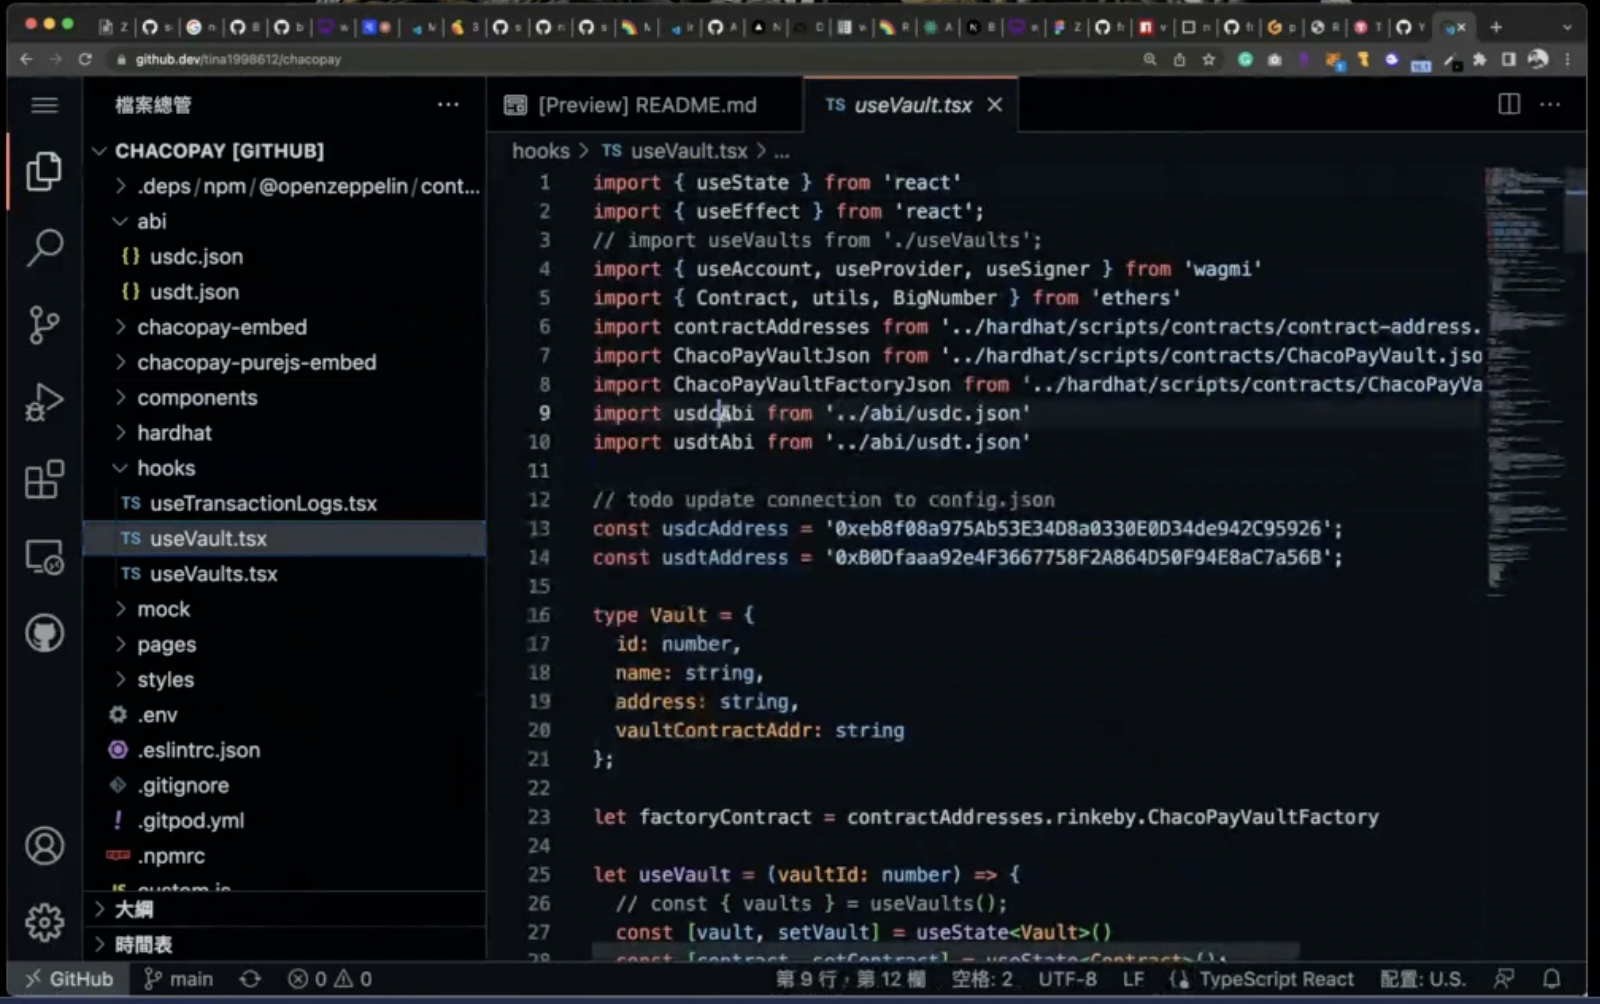 github.dev/tina1998612/chacopay
檔案總管
[Preview] README.md
TS useVault.tsx
CHACOPAY [GITHUB]
.deps/npm/@openzeppelin/cont...
abi
{} usdc.json
{} usdt.json
chacopay-embed
chacopay-purejs-embed
components
hardhat
hooks
TS useTransactionLogs.tsx
TS useVault.tsx
TS useVaults.tsx
mock
pages
styles
.env
.eslintrc.json
.gitignore
! .gitpod.yml
.npmrc
JS custom.js
大綱
時間表
hooks > TS useVault.tsx > ...
1 import { useState } from 'react'
2 import { useEffect } from 'react';
3 // import useVaults from './useVaults';
4 import { useAccount, useProvider, useSigner } from 'wagmi'
5 import { Contract, utils, BigNumber } from 'ethers'
6 import contractAddresses from '../hardhat/scripts/contracts/contract-address.
7 import ChacoPayVaultJson from '../hardhat/scripts/contracts/ChacoPayVault.jso
8 import ChacoPayVaultFactoryJson from '../hardhat/scripts/contracts/ChacoPayVa
9 import usdcAbi from '../abi/usdc.json'
10 import usdtAbi from '../abi/usdt.json'
11
12 // todo update connection to config.json
13 const usdcAddress = '0xeb8f08a975Ab53E34D8a0330E0D34de942C95926';
14 const usdtAddress = '0xB0Dfaaa92e4F3667758F2A864D50F94E8aC7a56B';
15
16 type Vault = {
17 id: number,
18 name: string,
19 address: string,
20 vaultContractAddr: string
21 };
22
23 let factoryContract = contractAddresses.rinkeby.ChacoPayVaultFactory
24
25 let useVault = (vaultId: number) => {
26 // const { vaults } = useVaults();
27 const [vault, setVault] = useState<Vault>()
28 const [contract, setContract] = useState<Contract>();
GitHub main 0 0 第 9 行，第 12 欄 空格: 2 UTF-8 LF TypeScript React 配置: U.S.